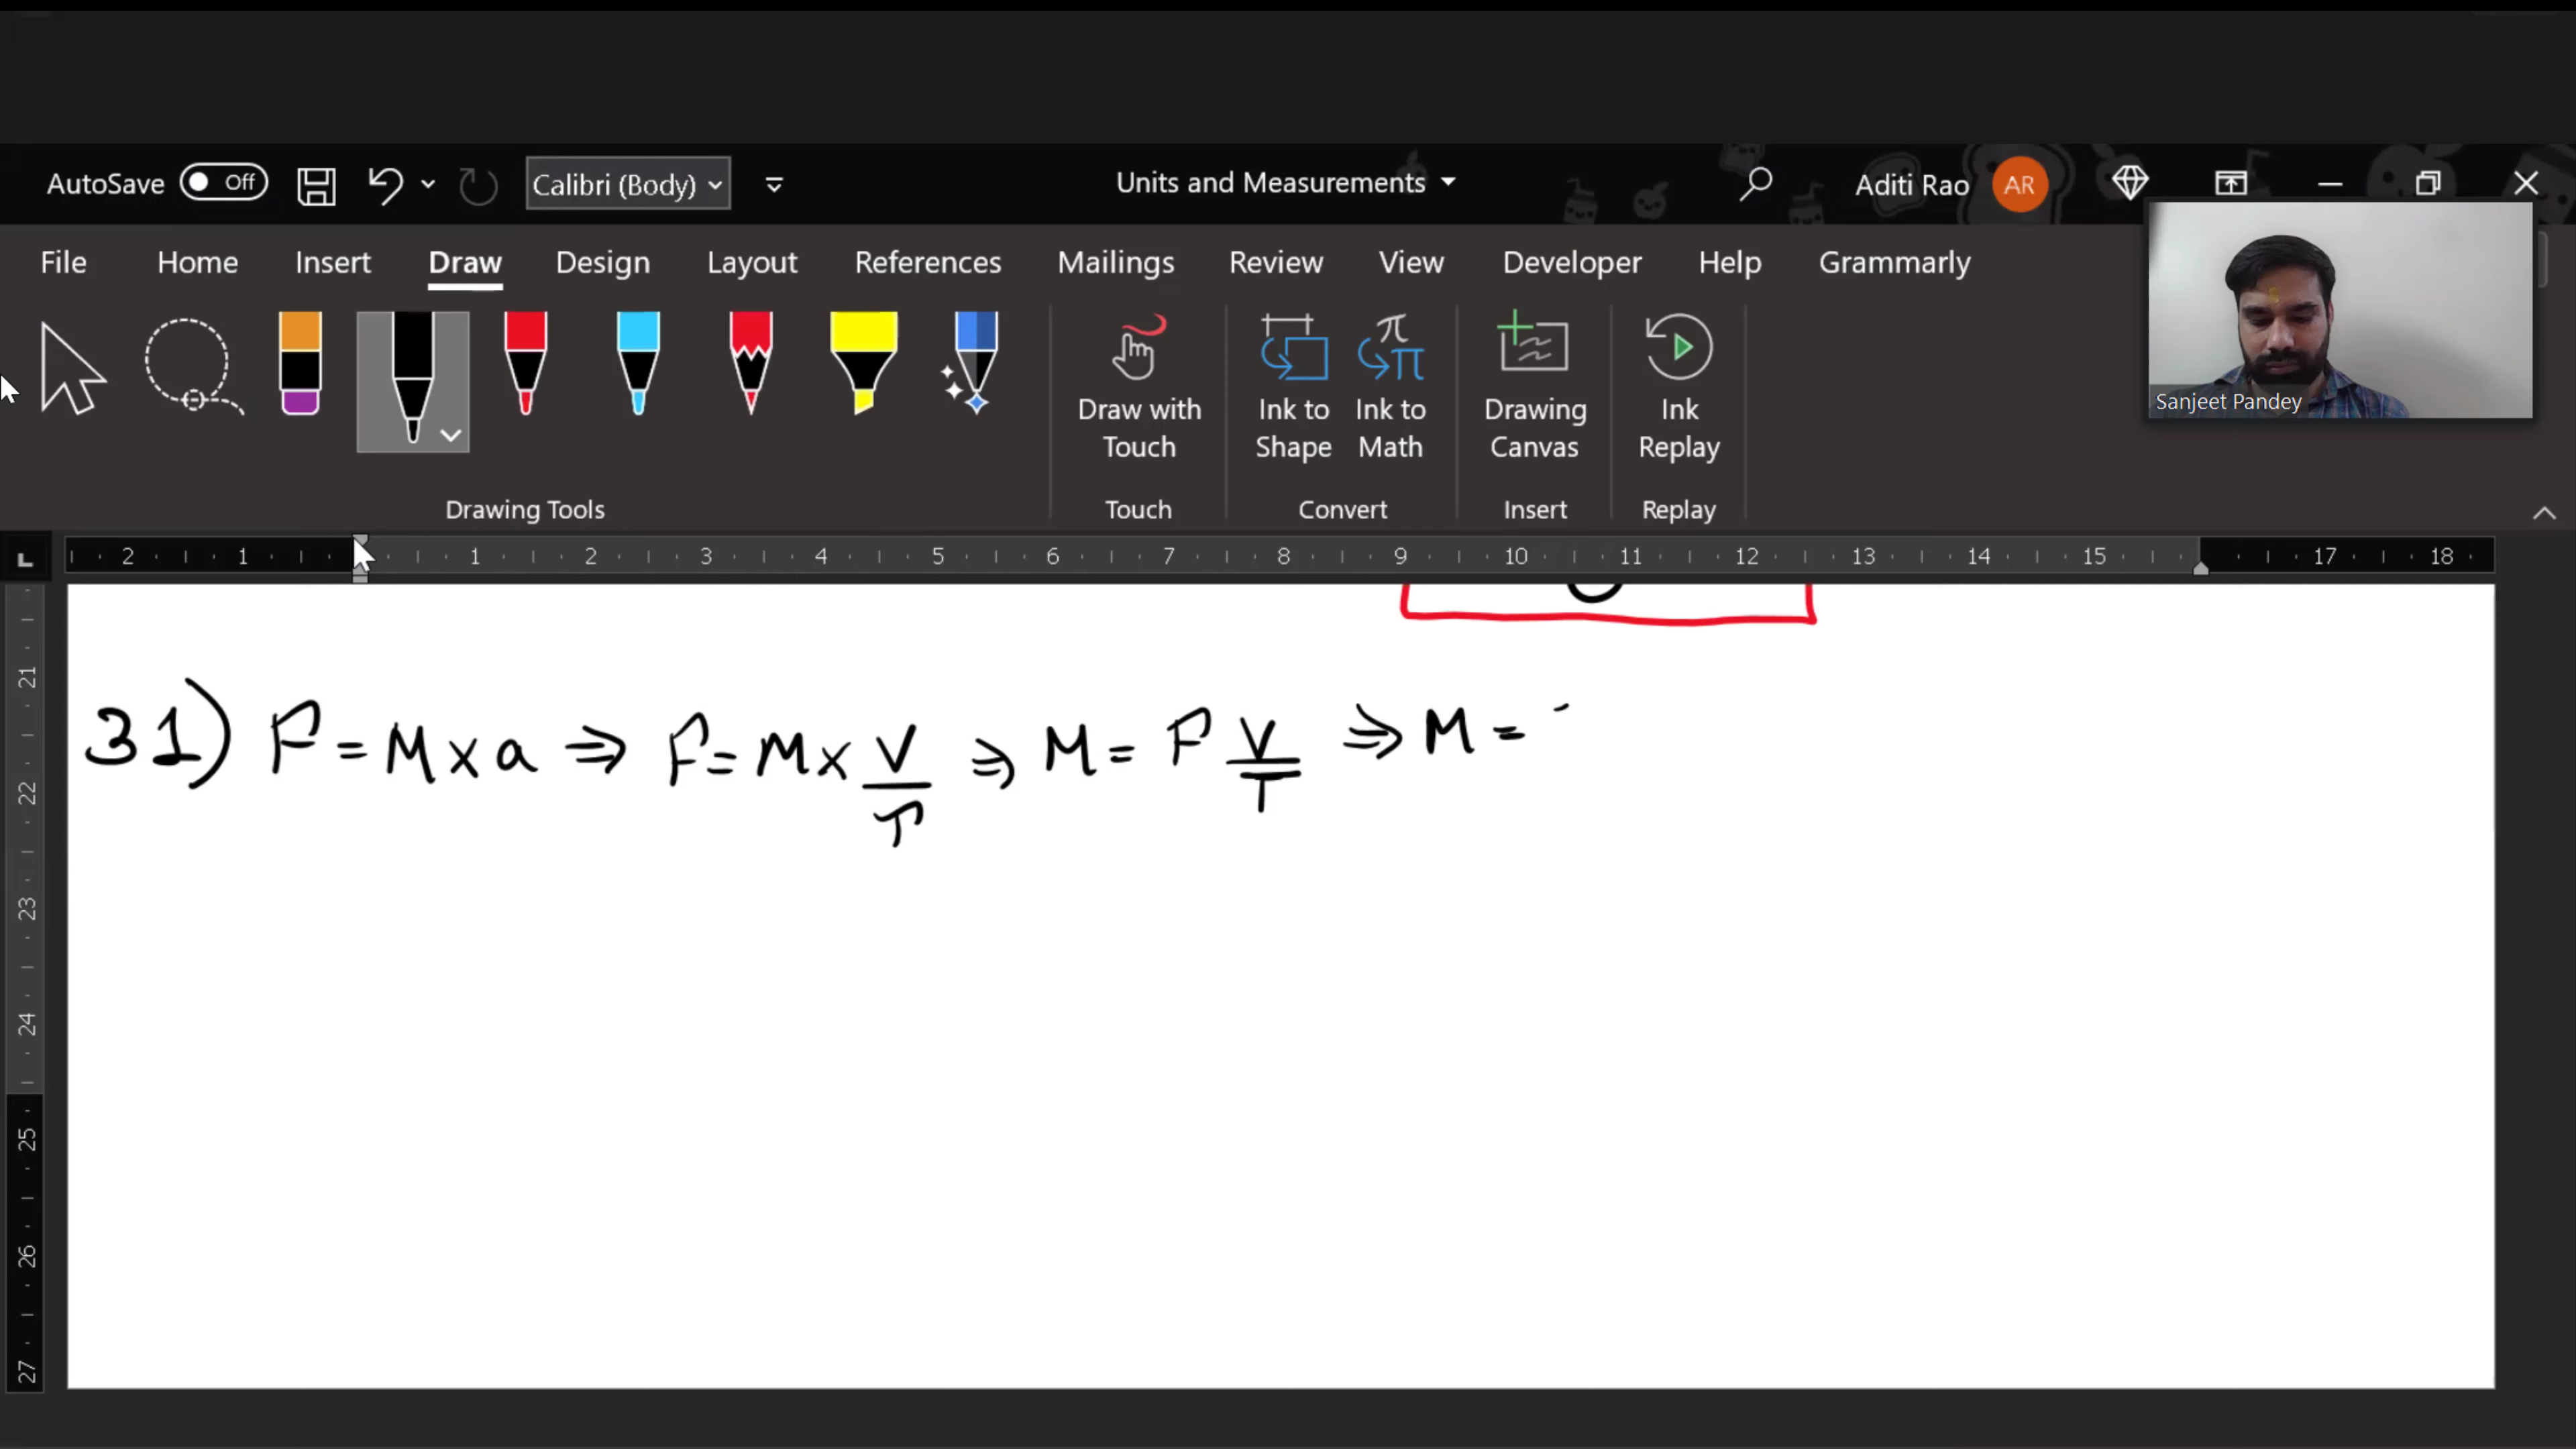 AutoSave Off Calibri (Body) Units and Measurements Aditi Rao AR
File Home Insert Draw Design Layout References Mailings Review View Developer Help Grammarly
Draw with Touch
Ink to Shape
Ink to Math
Drawing Canvas
Ink Replay
Sanjeet Pandey
Drawing Tools Touch Convert Insert Replay
L 2 1 1 2 3 4 5 6 7 8 9 10 11 12 13 14 15 17 18
21
22
23
24
25
26
27
31) F = M x a ⇒ F = M x V/T ⇒ M = F V/T ⇒ M =